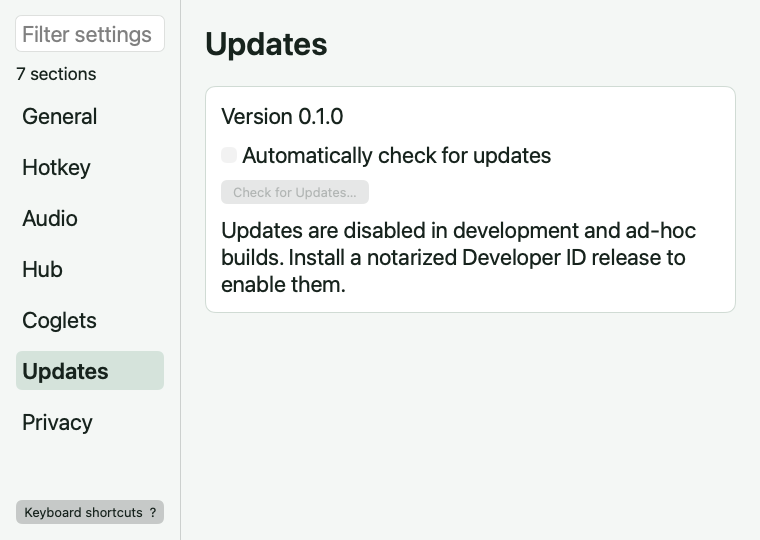 Filter settings
7 sections
General
Hotkey
Audio
Hub
Coglets
Updates
Privacy
Keyboard shortcuts ?
Updates
Version 0.1.0
Automatically check for updates
Check for Updates...
Updates are disabled in development and ad-hoc
builds. Install a notarized Developer ID release to
enable them.